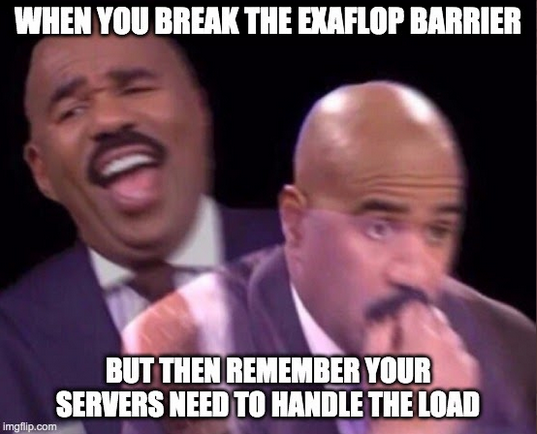 WHEN YOU BREAK THE EXAFLOP BARRIER
BUT THEN REMEMBER YOUR
SERVERS NEED TO HANDLE THE LOAD
imgflip.com